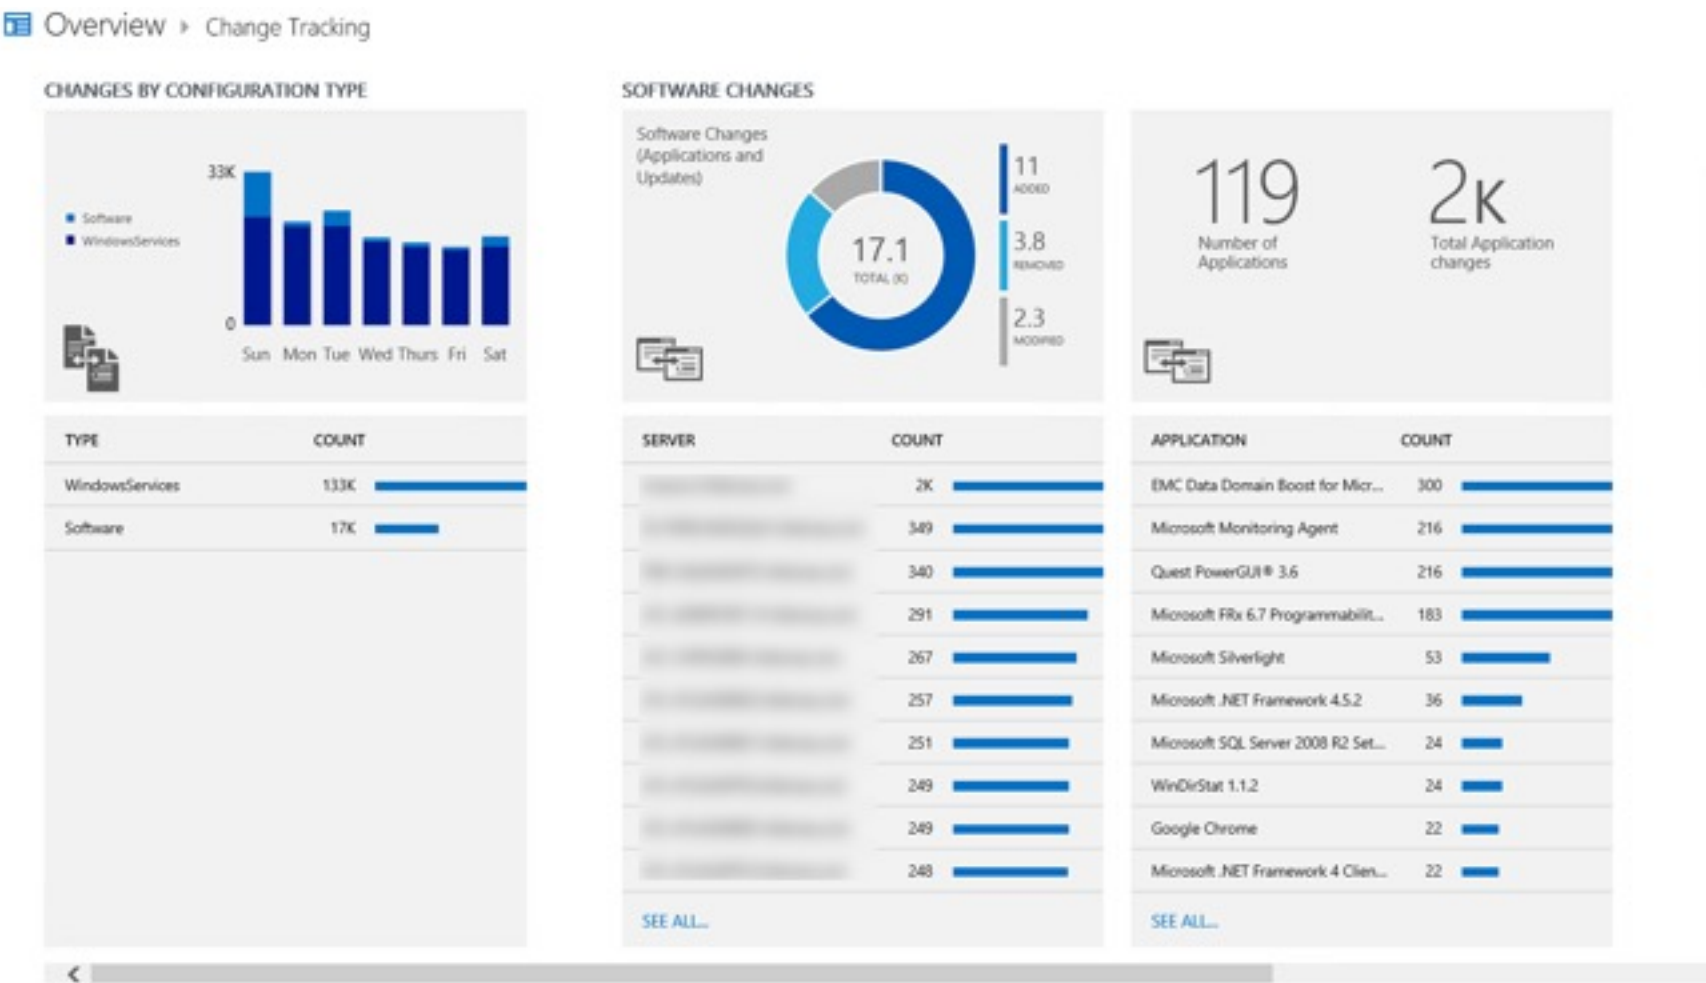 Overview ▸ Change Tracking
CHANGES BY CONFIGURATION TYPE
33K
Software
WindowsServices
0
Sun Mon Tue Wed Thurs Fri Sat
TYPE COUNT
WindowsServices 133K
Software 17K
SOFTWARE CHANGES
Software Changes
(Applications and
Updates)
17.1
TOTAL (K)
11
ADDED
3.8
REMOVED
2.3
MODIFIED
SERVER COUNT
2K
349
340
291
267
257
251
249
249
248
SEE ALL...
119
Number of
Applications
2K
Total Application
changes
APPLICATION COUNT
EMC Data Domain Boost for Micr... 300
Microsoft Monitoring Agent 216
Quest PowerGUI® 3.6 216
Microsoft FRx 6.7 Programmabilit... 183
Microsoft Silverlight 53
Microsoft .NET Framework 4.5.2 36
Microsoft SQL Server 2008 R2 Set... 24
WinDirStat 1.1.2 24
Google Chrome 22
Microsoft .NET Framework 4 Clien... 22
SEE ALL...